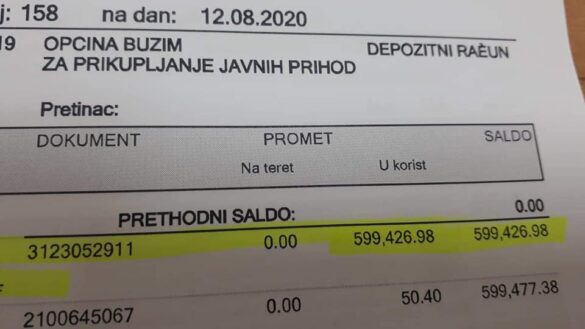 j: 158 na dan: 12.08.2020
19 OPCINA BUZIM DEPOZITNI RAČUN
ZA PRIKUPLJANJE JAVNIH PRIHOD
Pretinac:
DOKUMENT PROMET SALDO
Na teret U korist
PRETHODNI SALDO: 0.00
3123052911 0.00 599,426.98 599,426.98
2100645067 0.00 50.40 599,477.38